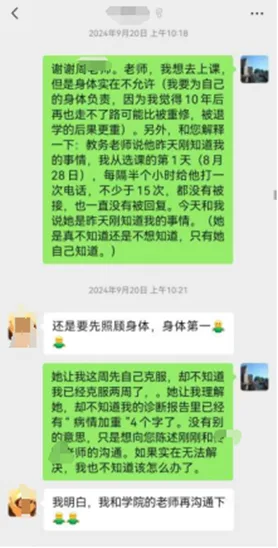 2024年9月20日 上午10:18
谢谢周老师。老师，我想去上课，
但是身体实在不允许（我要为自己
的身体负责，因为我觉得10年后
再也走不了路可能比被重修，被
退学的后果更重）。另外，和您解释
一下：教务老师说他昨天刚知道我
的事情，我从选课的第1天（8月
28日），每隔半个小时给他打一
次电话，不少于15次，都没有被
接，也一直没有被回复。今天和我
说她是昨天刚知道我的事情。（她
是真不知道还是不想知道，只有她
自己知道。）
2024年9月20日 上午10:21
还是要先照顾身体，身体第一
她让我这周先自己克服，却不知道
我已经克服两周了，。她让我理解
她，却不知道我的诊断报告里已经
有“病情加重”4个字了。没有别
的意思，只是想向您陈述刚刚和
老师的沟通。如果实在无法解
决，我也不知道该怎么办了。
我明白，我和学院的老师再沟通下